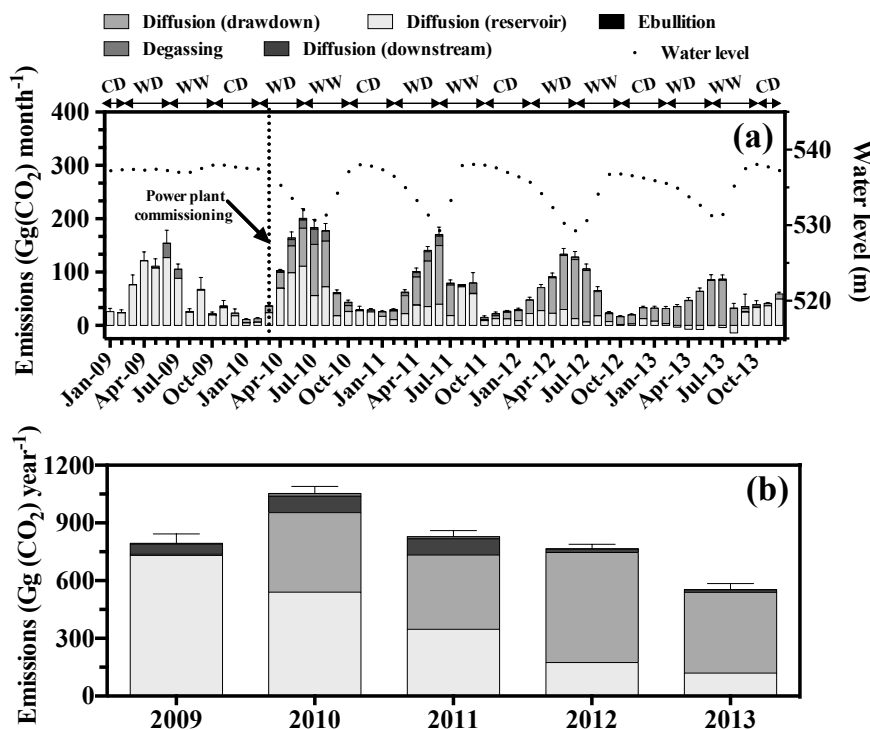 Diffusion (drawdown) Diffusion (reservoir) Ebullition
Degassing Diffusion (downstream) Water level
CD WD WW CD WD WW CD WD WW CD WD WW CD WD WW CD
400
300
200
100
0
Emissions (Gg(CO2) month-1)
(a)
Power plant
commissioning
540
530
520
Water level (m)
Jan-09 Apr-09 Jul-09 Oct-09 Jan-10 Apr-10 Jul-10 Oct-10 Jan-11 Apr-11 Jul-11 Oct-11 Jan-12 Apr-12 Jul-12 Oct-12 Jan-13 Apr-13 Jul-13 Oct-13
1200
900
600
300
0
Emissions (Gg (CO2) year-1)
(b)
2009 2010 2011 2012 2013